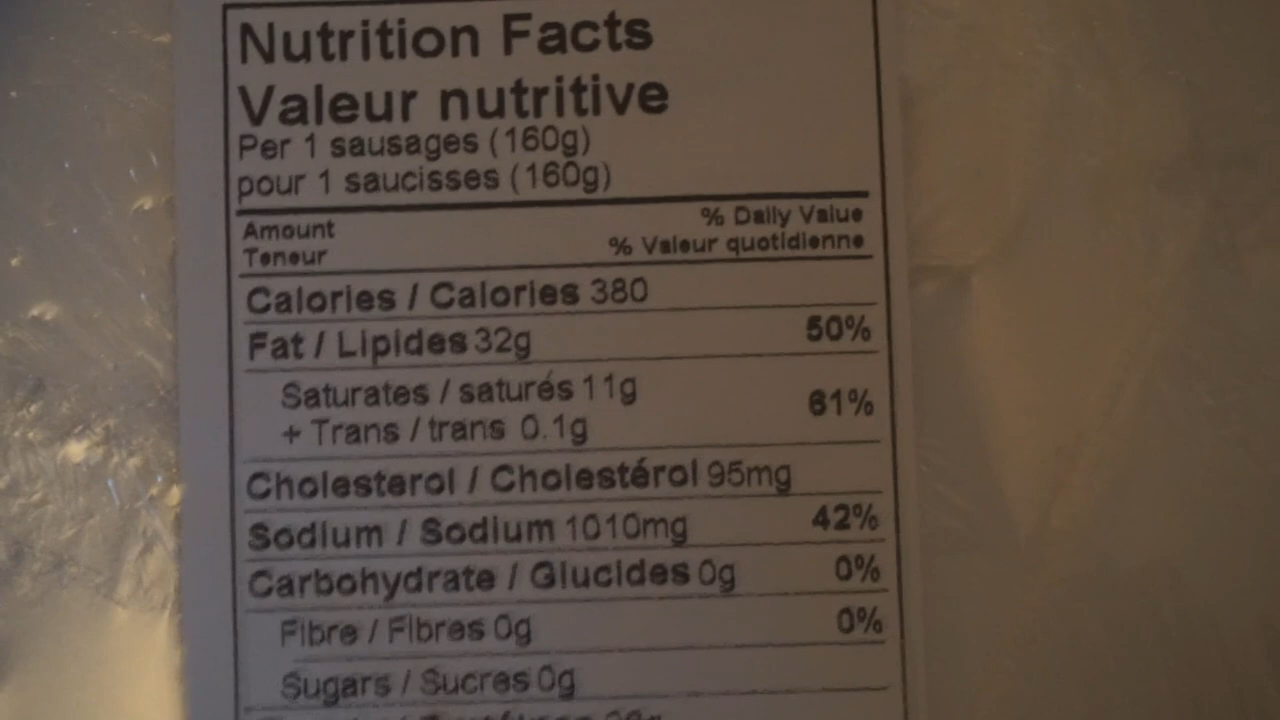 Nutrition Facts
Valeur nutritive
Per 1 sausages (160g)
pour 1 saucisses (160g)
Amount
% Daily Value
Teneur
% Valeur quotidienne
Calories / Calories 380
Fat / Lipides 32g 50%
Saturates / saturés 11g
+ Trans / trans 0.1g
61%
Cholesterol / Cholestérol 95mg
Sodium / Sodium 1010mg 42%
Carbohydrate / Glucides 0g 0%
Fibre / Fibres 0g 0%
Sugars / Sucres 0g